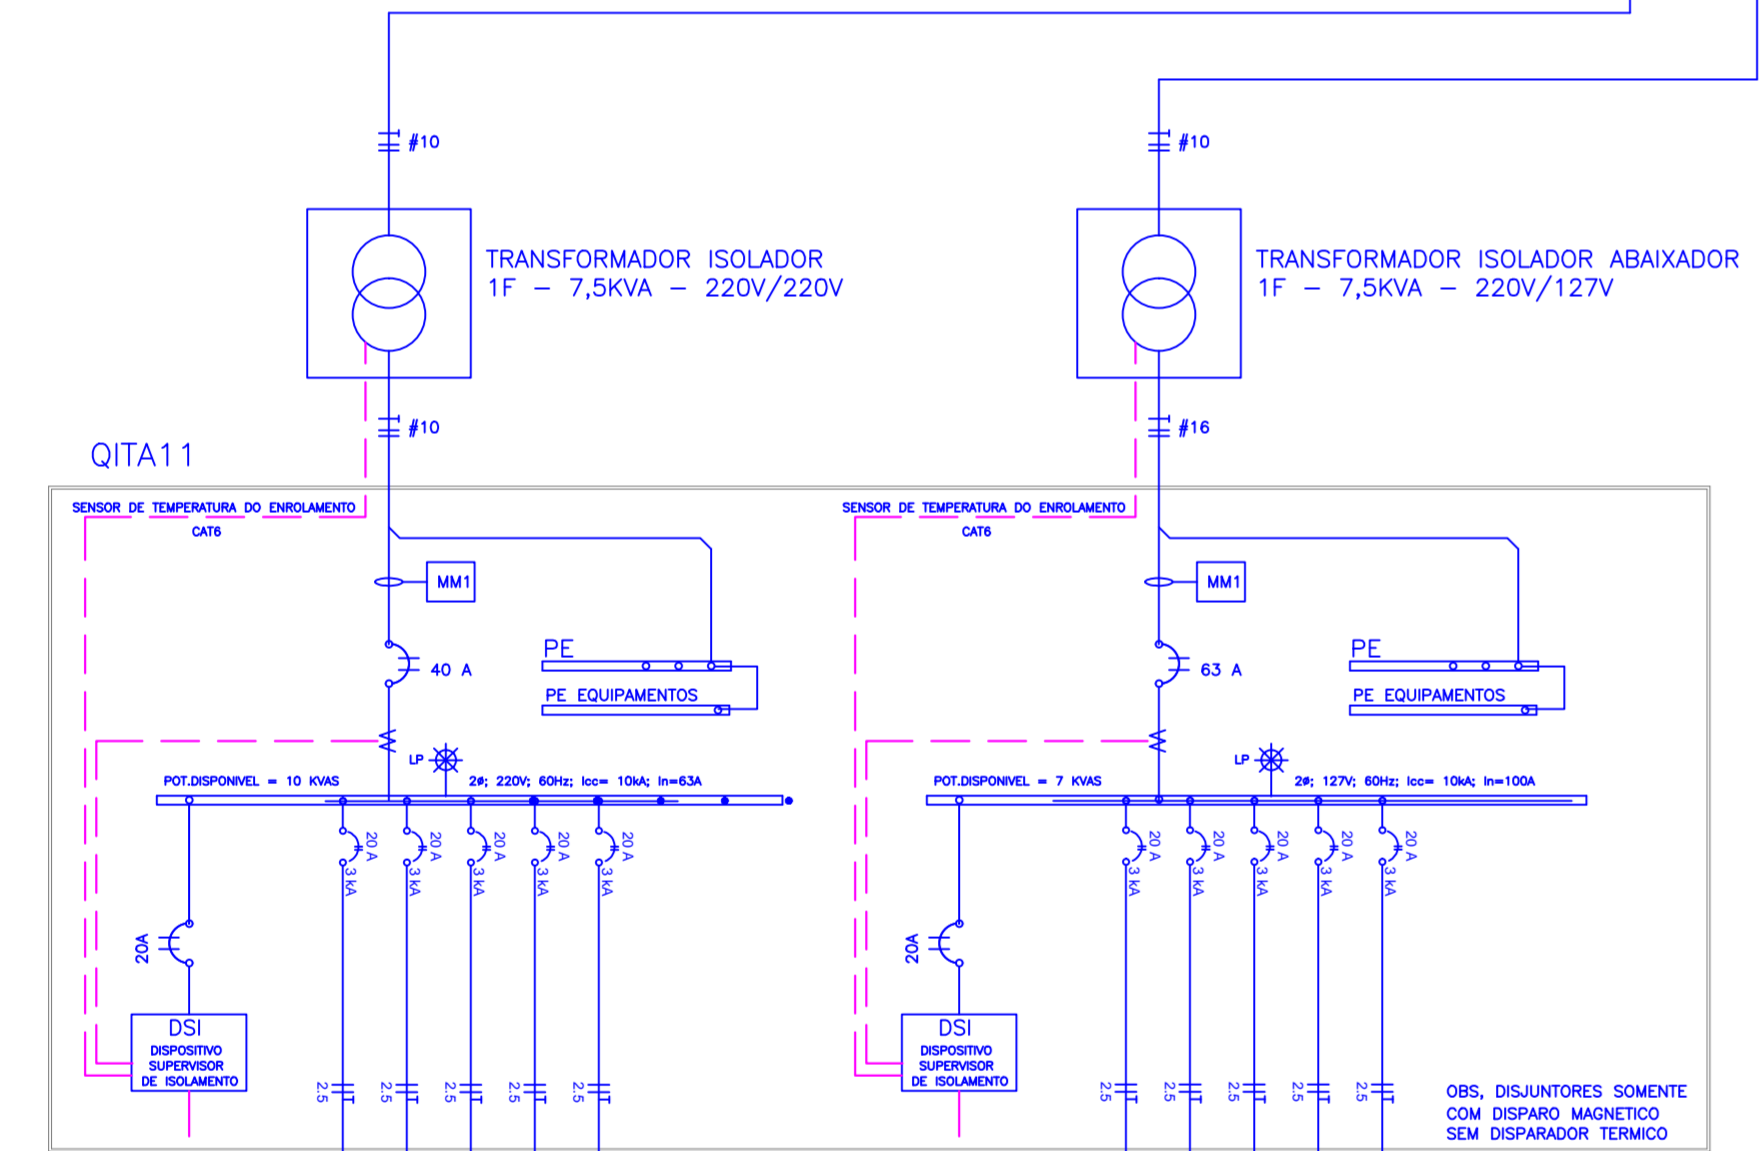 #10
#10
TRANSFORMADOR ISOLADOR
1F – 7,5KVA – 220V/220V
TRANSFORMADOR ISOLADOR ABAIXADOR
1F – 7,5KVA – 220V/127V
#10
#16
QITA11
SENSOR DE TEMPERATURA DO ENROLAMENTO
CAT6
SENSOR DE TEMPERATURA DO ENROLAMENTO
CAT6
MM1
MM1
PE
40 A
PE EQUIPAMENTOS
PE
63 A
PE EQUIPAMENTOS
LP
LP
POT.DISPONIVEL = 10 KVAS
2ø; 220V; 60Hz; Icc= 10kA; In=63A
POT.DISPONIVEL = 7 KVAS
2ø; 127V; 60Hz; Icc= 10kA; In=100A
20 A
20 A
20 A
20 A
20 A
20 A
20 A
20 A
20 A
20 A
3 kA
3 kA
3 kA
3 kA
3 kA
3 kA
3 kA
3 kA
3 kA
3 kA
20A
20A
DSI
DISPOSITIVO
SUPERVISOR
DE ISOLAMENTO
DSI
DISPOSITIVO
SUPERVISOR
DE ISOLAMENTO
2.5
2.5
2.5
2.5
2.5
2.5
2.5
2.5
2.5
2.5
OBS, DISJUNTORES SOMENTE
COM DISPARO MAGNETICO
SEM DISPARADOR TERMICO